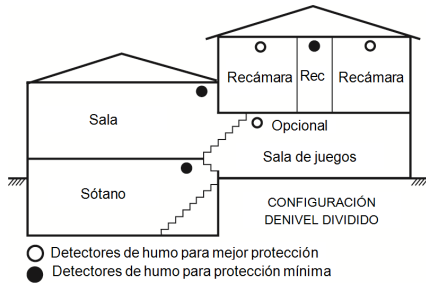 Recámara Rec Recámara
Sala
Opcional
Sala de juegos
Sótano
CONFIGURACIÓN
DENIVEL DIVIDIDO
Detectores de humo para mejor protección
Detectores de humo para protección mínima